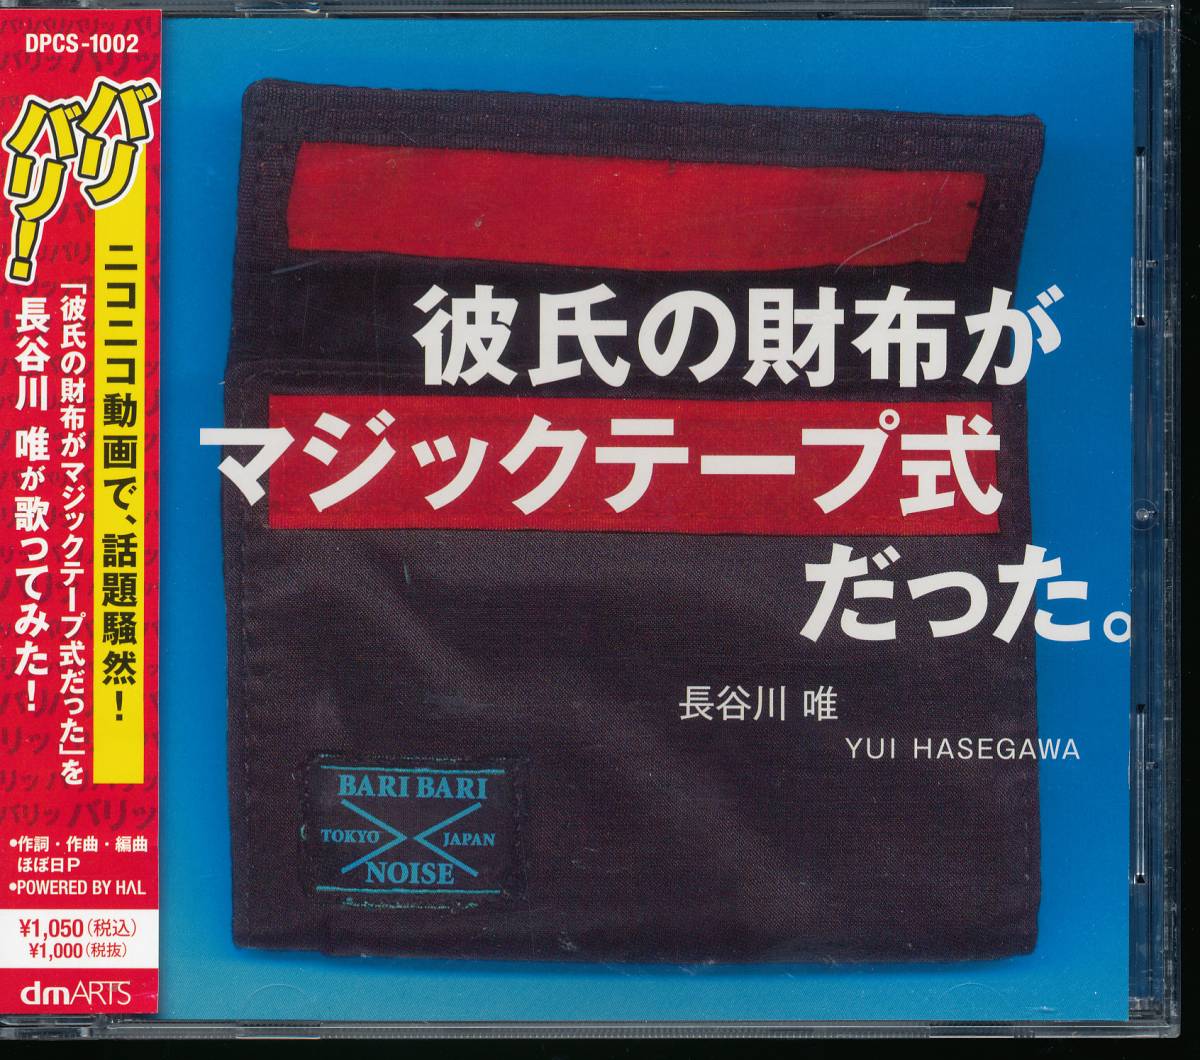 DPCS-1002
バリ
バリ!
ニコニコ動画で、話題騒然!
「彼氏の財布がマジックテープ式だった」を
長谷川 唯が歌ってみた!
•作詞・作曲・編曲
ほぼ日P
•POWERED BY HΛL
¥1,050(税込)
¥1,000(税抜)
dmARTS
彼氏の財布が
マジックテープ式
だった。
長谷川 唯
YUI HASEGAWA
BARI BARI
TOKYO JAPAN
NOISE